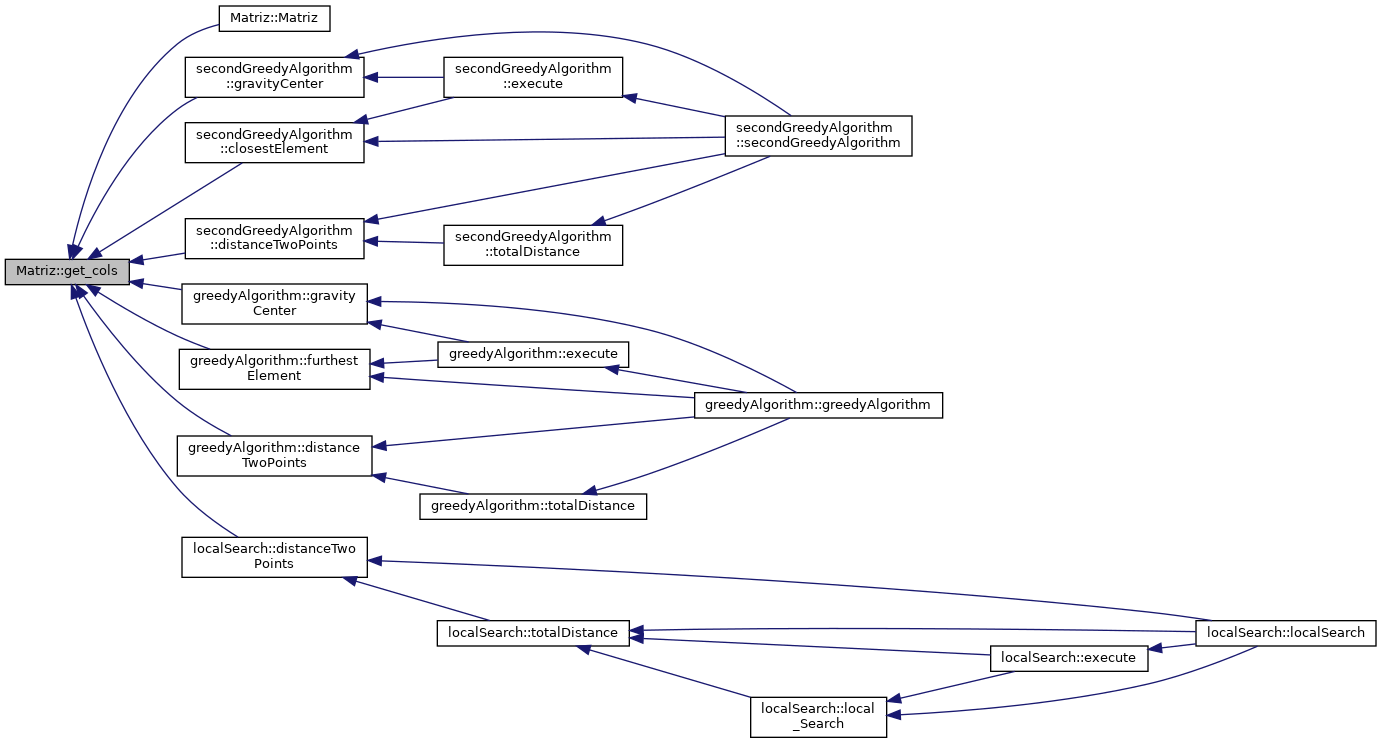 Matriz::Matriz
secondGreedyAlgorithm
::gravityCenter
secondGreedyAlgorithm
::execute
secondGreedyAlgorithm
::closestElement
secondGreedyAlgorithm
::secondGreedyAlgorithm
secondGreedyAlgorithm
::distanceTwoPoints
secondGreedyAlgorithm
::totalDistance
Matriz::get_cols
greedyAlgorithm::gravity
Center
greedyAlgorithm::furthest
Element
greedyAlgorithm::execute
greedyAlgorithm::greedyAlgorithm
greedyAlgorithm::distance
TwoPoints
greedyAlgorithm::totalDistance
localSearch::distanceTwo
Points
localSearch::totalDistance
localSearch::localSearch
localSearch::execute
localSearch::local
_Search